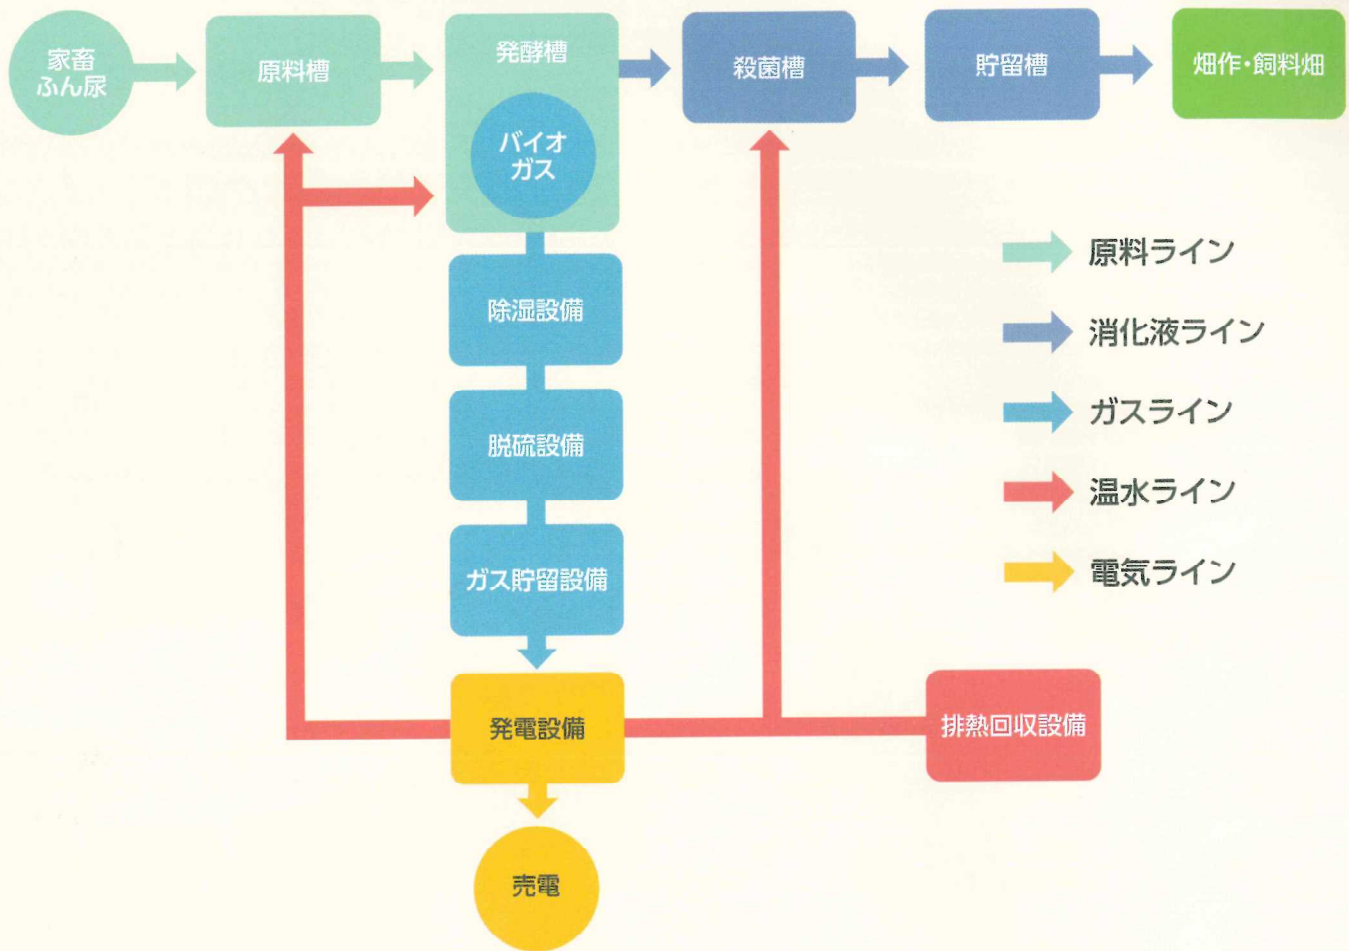 家畜
ふん尿
原料槽
発酵槽
バイオ
ガス
殺菌槽
貯留槽
畑作・飼料畑
除湿設備
脱硫設備
ガス貯留設備
発電設備
排熱回収設備
売電
原料ライン
消化液ライン
ガスライン
温水ライン
電気ライン